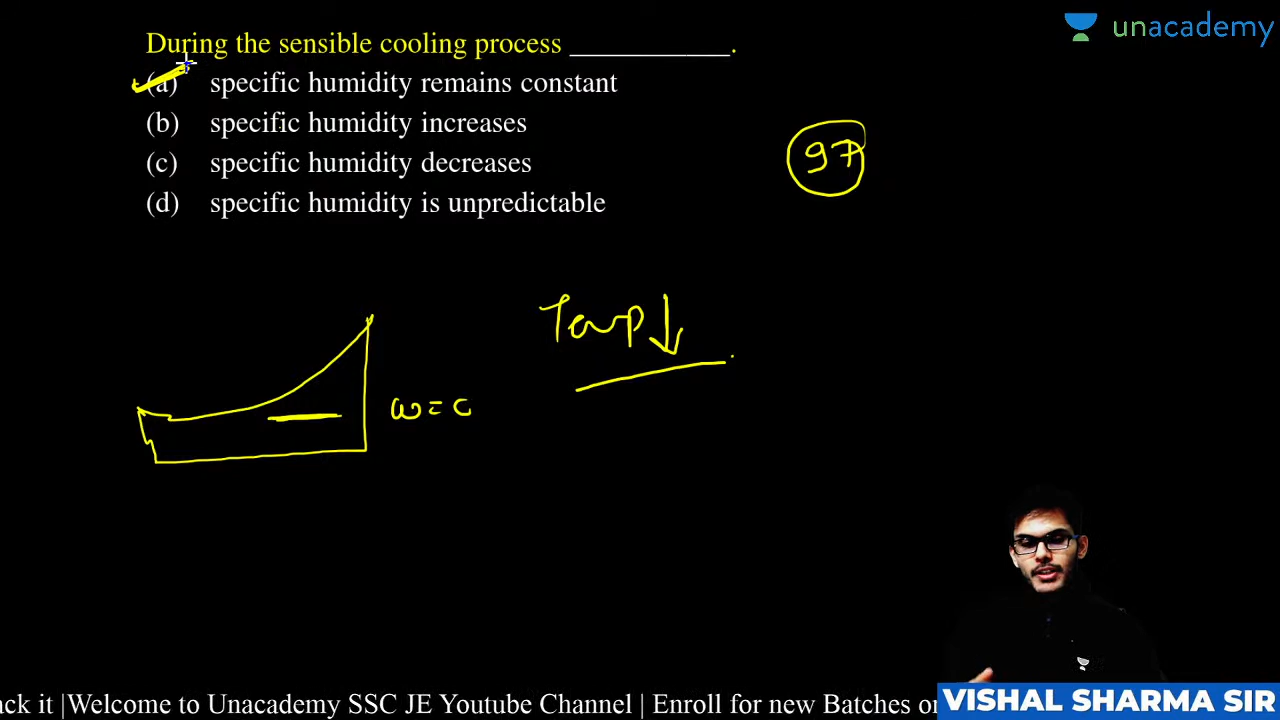 unacademy
During the sensible cooling process ____________.
(a) specific humidity remains constant
(b) specific humidity increases
(c) specific humidity decreases
(d) specific humidity is unpredictable
97
Temp↓
ω = c
ack it |Welcome to Unacademy SSC JE Youtube Channel | Enroll for new Batches on
VISHAL SHARMA SIR